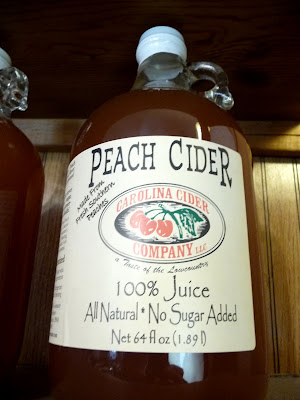 PEACH CIDER
Made From
Fresh Southern
Peaches
CAROLINA CIDER
COMPANY LLC
a Taste of the Lowcountry
100% Juice
All Natural * No Sugar Added
Net 64 fl oz (1.89 l)